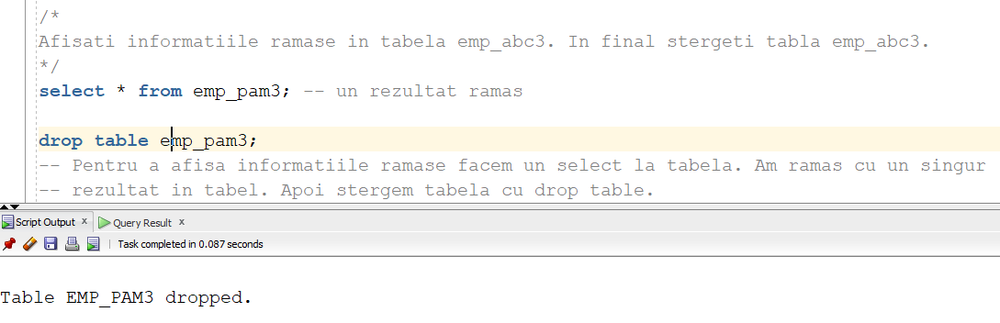 /*
Afisati informatiile ramase in tabela emp_abc3. In final stergeti tabla emp_abc3.
*/
select * from emp_pam3; -- un rezultat ramas
drop table emp_pam3;
-- Pentru a afisa informatiile ramase facem un select la tabela. Am ramas cu un singur
-- rezultat in tabel. Apoi stergem tabela cu drop table.
Script Output x Query Result x
Task completed in 0.087 seconds
Table EMP_PAM3 dropped.